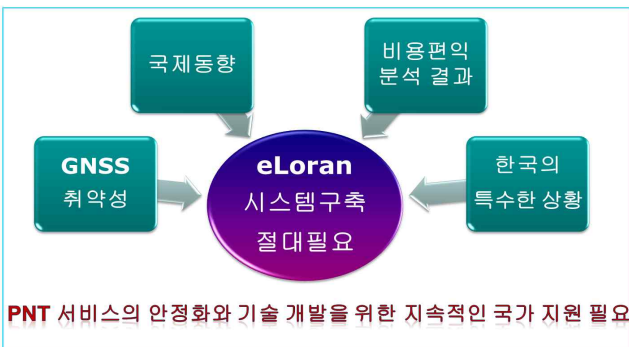 국제동향
비용편익
분석 결과
GNSS
취약성
eLoran
시스템구축
절대필요
한국의
특수한 상황
PNT 서비스의 안정화와 기술 개발을 위한 지속적인 국가 지원 필요